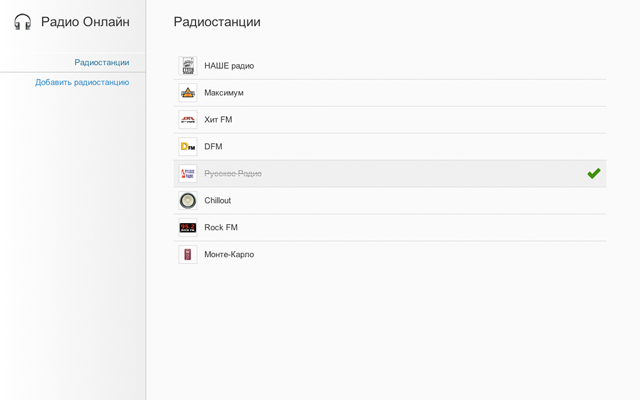 Радио Онлайн
Радиостанции
Добавить радиостанцию
Радиостанции
НАШЕ радио
Максимум
Хит FM
DFM
Русское Радио
Chillout
Rock FM
Монте-Карло